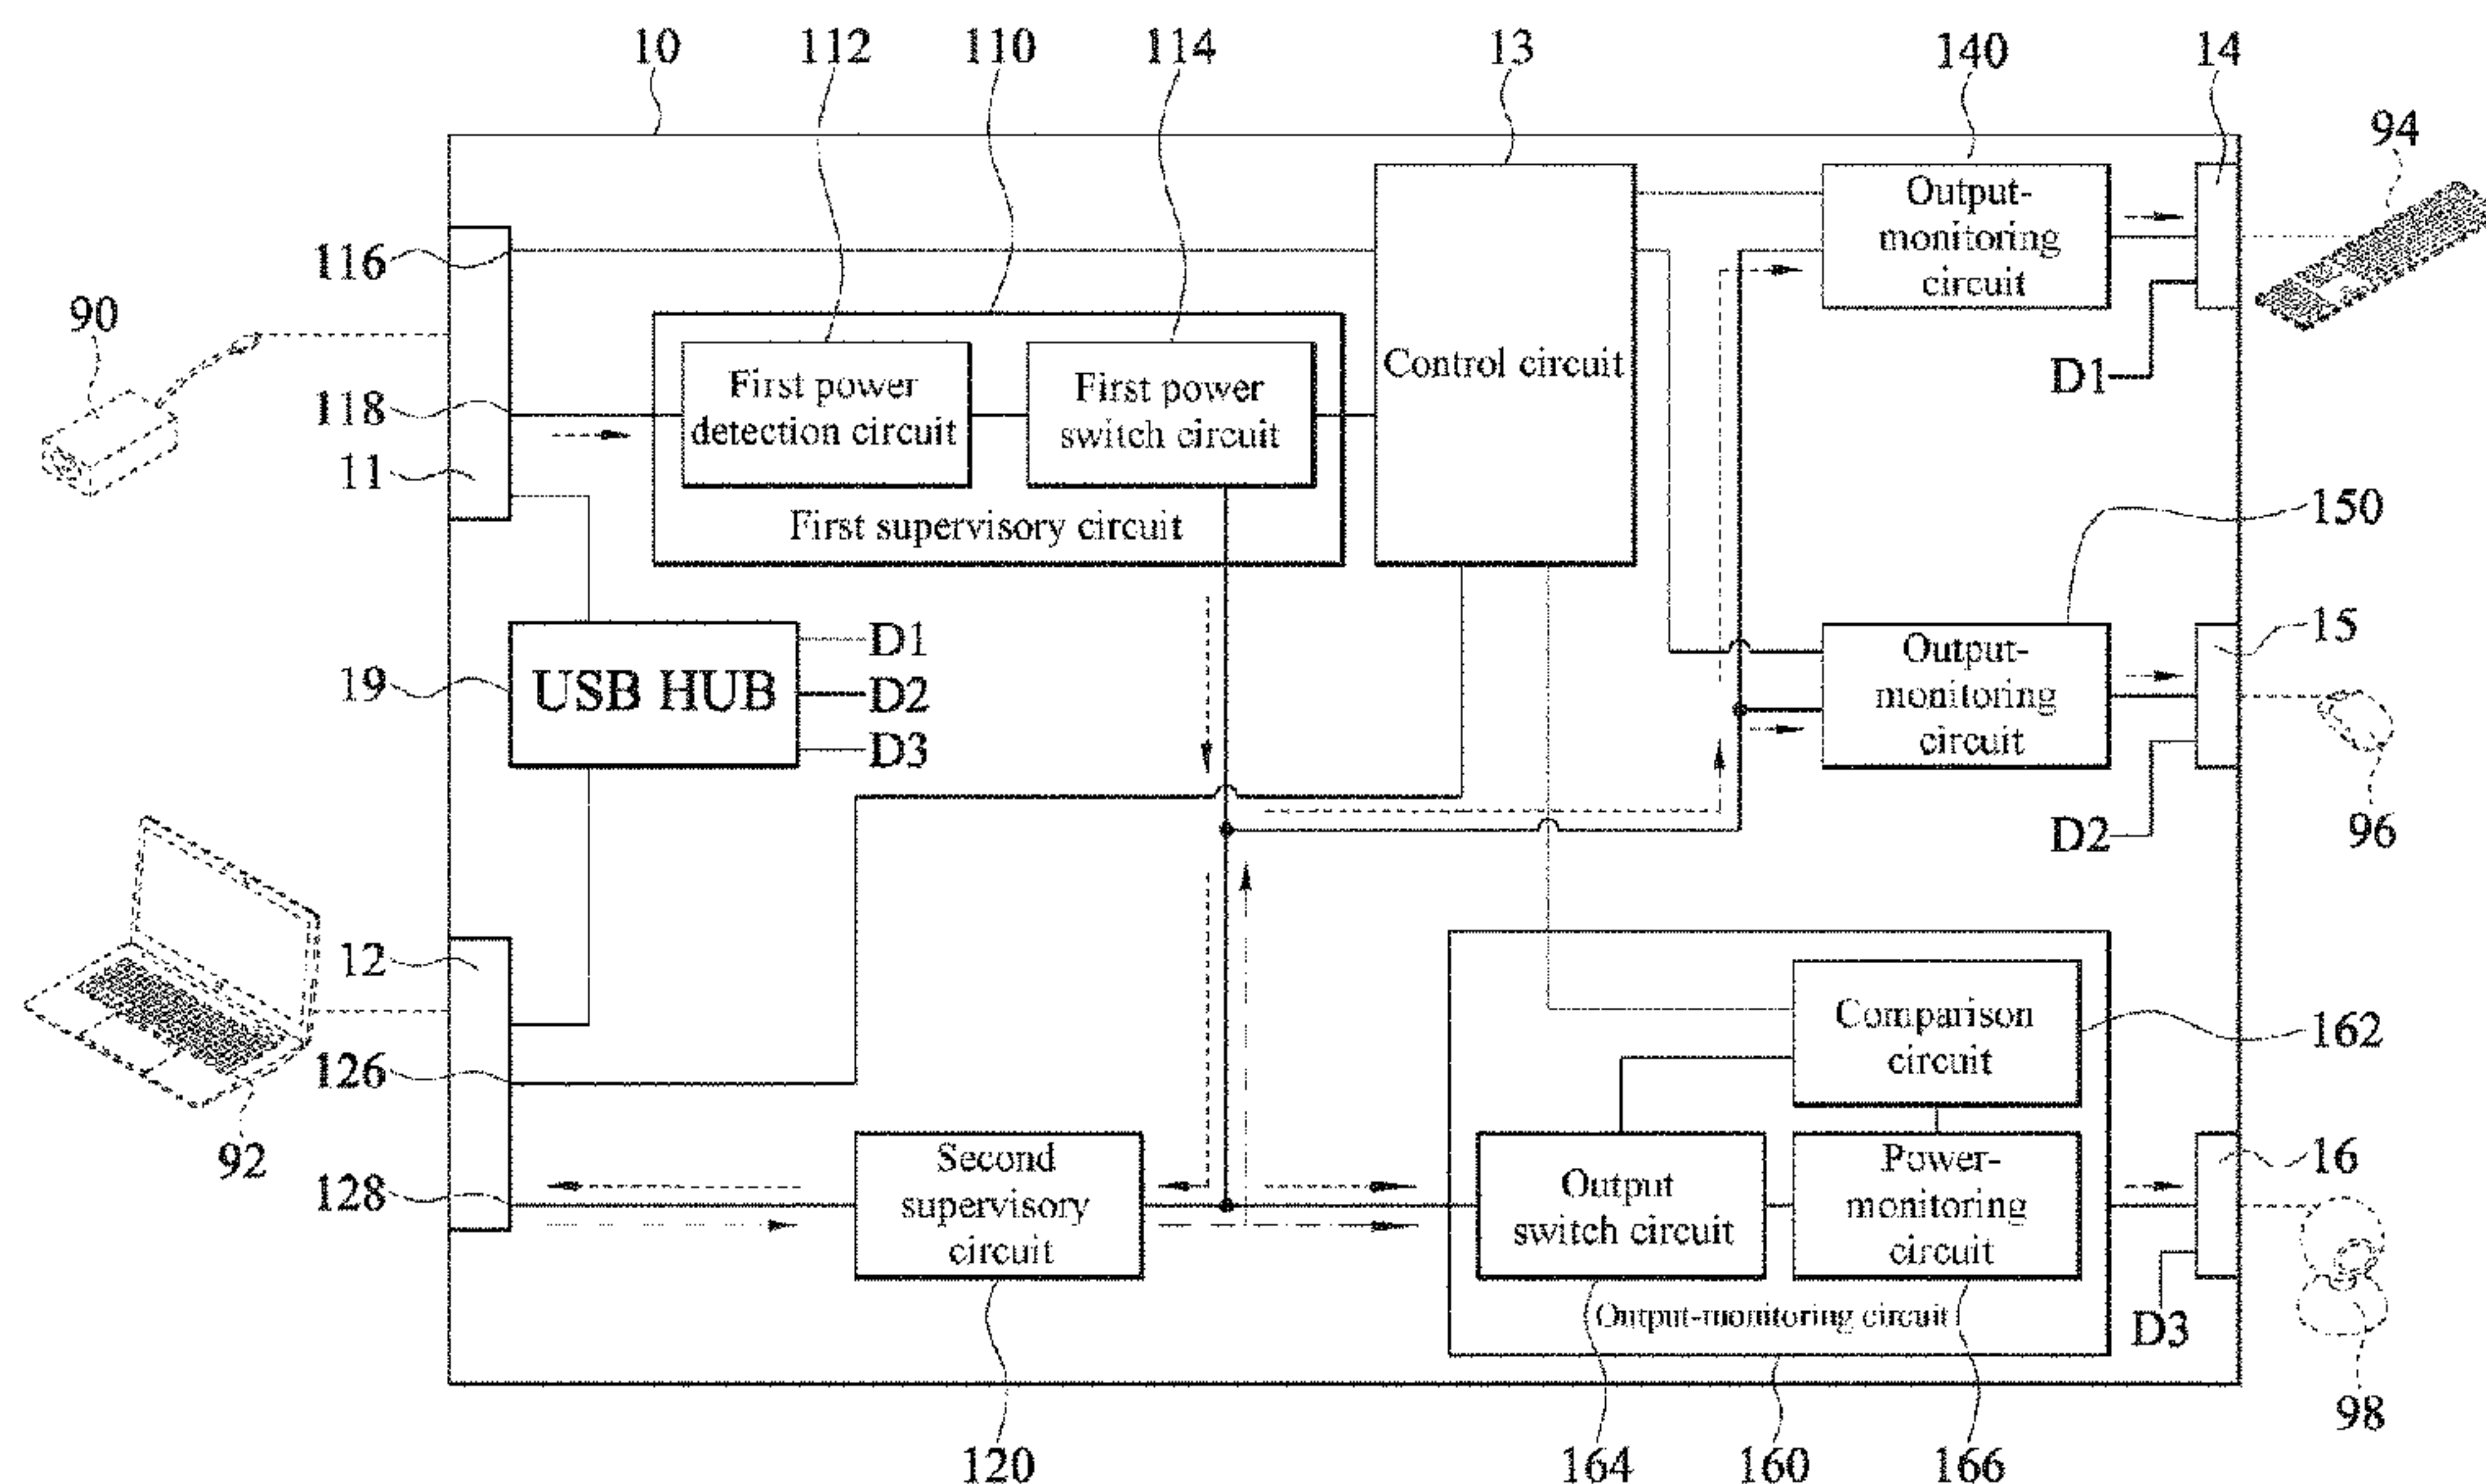 10
112
110
114
13
140
14
94
Output-
monitoring
circuit
116
90
Control circuit
D1
First power
detection circuit
First power
switch circuit
118
11
First supervisory circuit
150
D1
15
19
USB HUB
D2
Output-
monitoring
circuit
D3
D2
96
12
Comparison
circuit
162
126
92
128
Second
supervisory
circuit
Output
switch circuit
Power-
monitoring
circuit
16
Output-monitoring circuit
D3
98
120
164
160
166